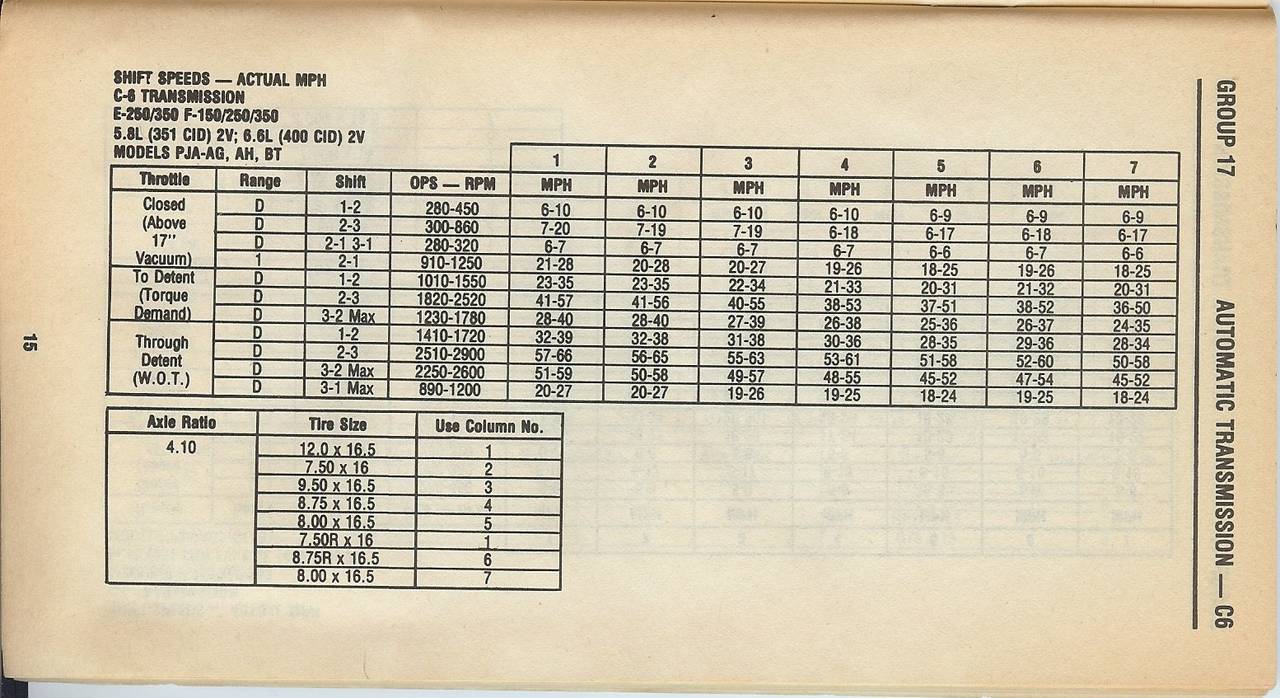 SHIFT SPEEDS — ACTUAL MPH
C-6 TRANSMISSION
E-250/350 F-150/250/350
5.8L (351 CID) 2V; 6.6L (400 CID) 2V
MODELS PJA-AG, AH, BT
1 2 3 4 5 6 7
Throttle Range Shift OPS — RPM MPH MPH MPH MPH MPH MPH MPH
Closed (Above 17" Vacuum)
D 1-2 280-450 6-10 6-10 6-10 6-10 6-9 6-9 6-9
D 2-3 300-860 7-20 7-19 7-19 6-18 6-17 6-18 6-17
D 2-1 3-1 280-320 6-7 6-7 6-7 6-7 6-6 6-7 6-6
1 2-1 910-1250 21-28 20-28 20-27 19-26 18-25 19-26 18-25
To Detent (Torque Demand)
D 1-2 1010-1550 23-35 23-35 22-34 21-33 20-31 21-32 20-31
D 2-3 1820-2520 41-57 41-56 40-55 38-53 37-51 38-52 36-50
D 3-2 Max 1230-1780 28-40 28-40 27-39 26-38 25-36 26-37 24-35
Through Detent (W.O.T.)
D 1-2 1410-1720 32-39 32-38 31-38 30-36 28-35 29-36 28-34
D 2-3 2510-2900 57-66 56-65 55-63 53-61 51-58 52-60 50-58
D 3-2 Max 2250-2600 51-59 50-58 49-57 48-55 45-52 47-54 45-52
D 3-1 Max 890-1200 20-27 20-27 19-26 19-25 18-24 19-25 18-24
Axle Ratio Tire Size Use Column No.
4.10 12.0 x 16.5 1
7.50 x 16 2
9.50 x 16.5 3
8.75 x 16.5 4
8.00 x 16.5 5
7.50R x 16 1
8.75R x 16.5 6
8.00 x 16.5 7
GROUP 17 AUTOMATIC TRANSMISSION — C6
15